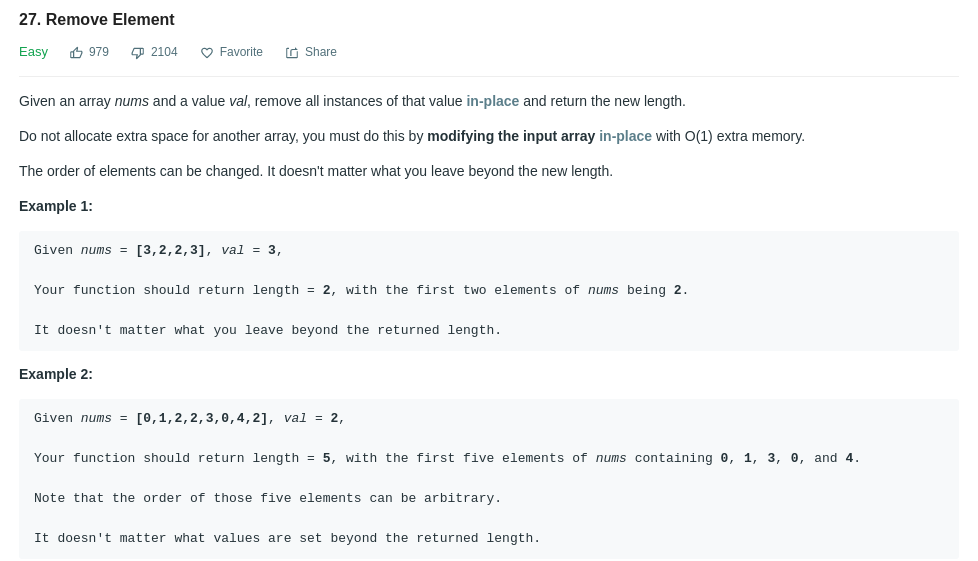 27. Remove Element
Easy 979 2104 Favorite Share
Given an array nums and a value val, remove all instances of that value in-place and return the new length.
Do not allocate extra space for another array, you must do this by modifying the input array in-place with O(1) extra memory.
The order of elements can be changed. It doesn't matter what you leave beyond the new length.
Example 1:
Given nums = [3,2,2,3], val = 3,
Your function should return length = 2, with the first two elements of nums being 2.
It doesn't matter what you leave beyond the returned length.
Example 2:
Given nums = [0,1,2,2,3,0,4,2], val = 2,
Your function should return length = 5, with the first five elements of nums containing 0, 1, 3, 0, and 4.
Note that the order of those five elements can be arbitrary.
It doesn't matter what values are set beyond the returned length.